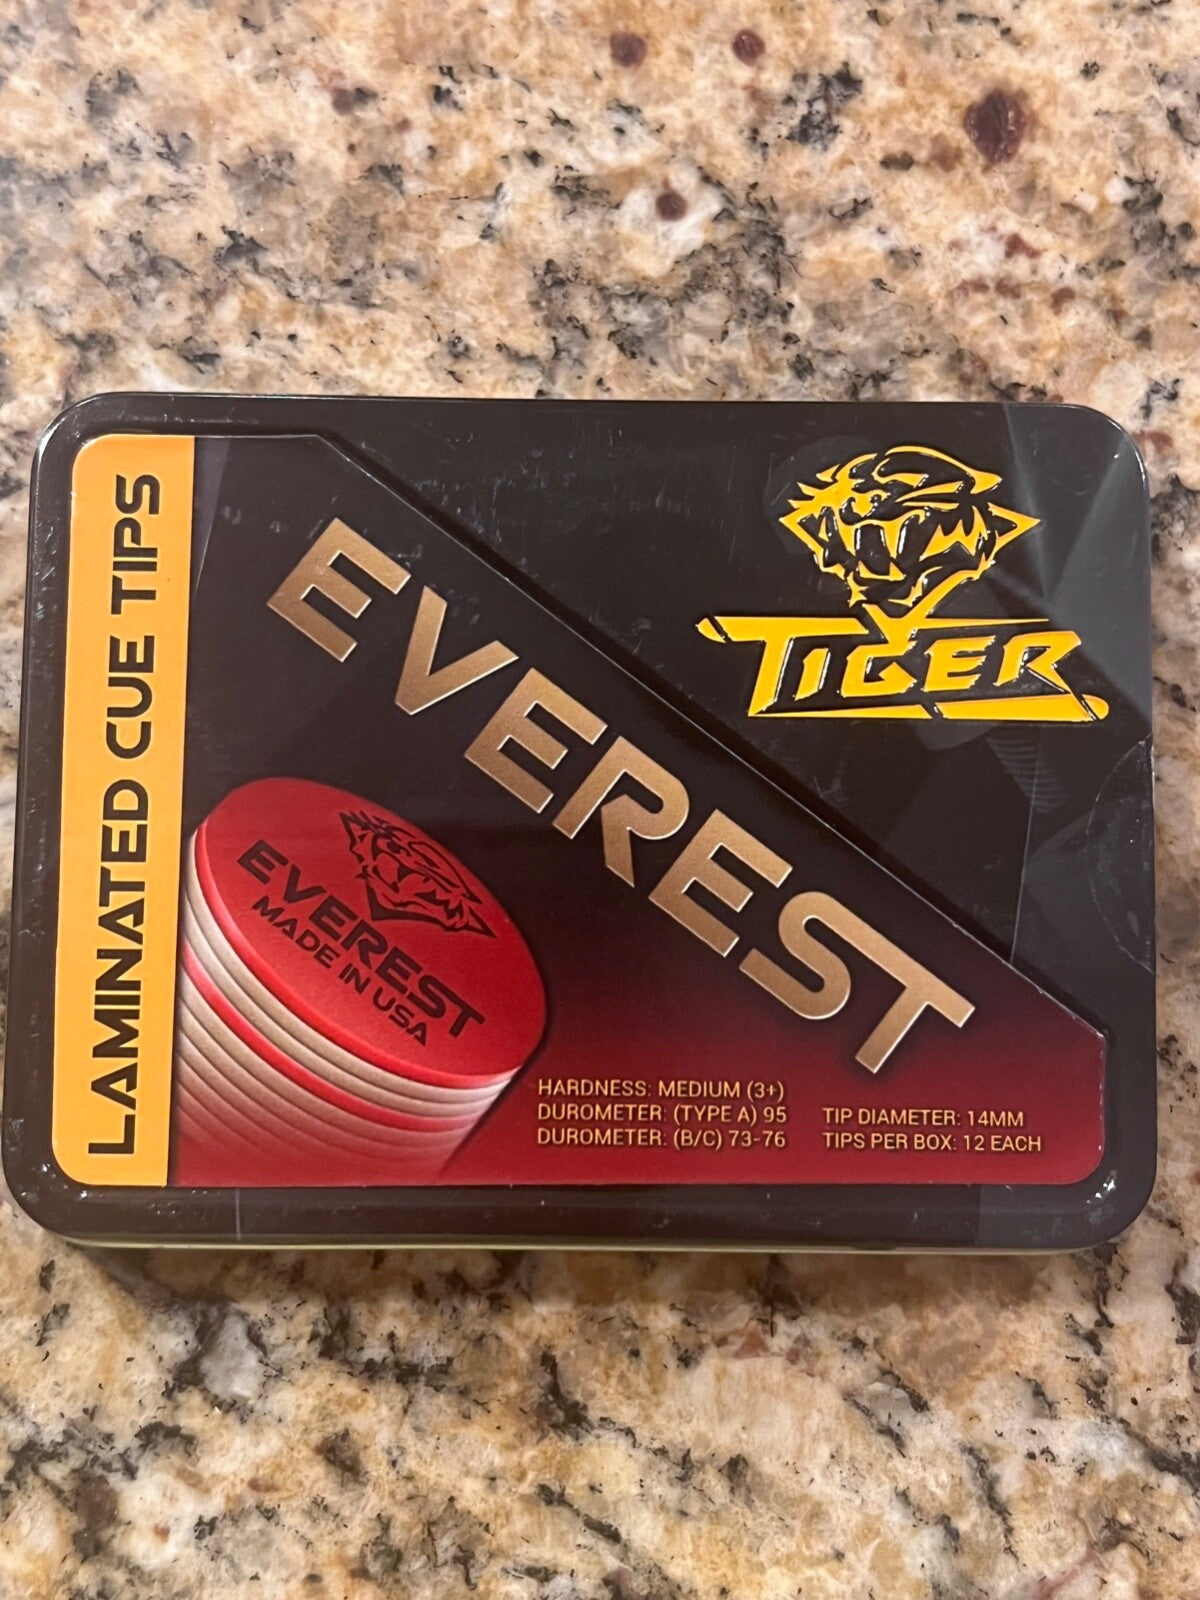 LAMINATED CUE TIPS
TIGER
EVEREST
EVEREST
MADE IN USA
HARDNESS: MEDIUM (3+)
DUROMETER: (TYPE A) 95
DUROMETER: (B/C) 73-76
TIP DIAMETER: 14MM
TIPS PER BOX: 12 EACH